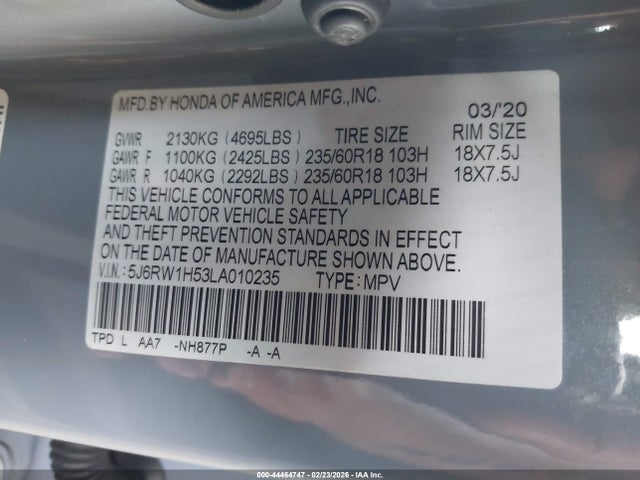 MFD.BY HONDA OF AMERICA MFG.,INC.
03/'20
GVWR 2130KG (4695LBS) TIRE SIZE RIM SIZE
GAWR F 1100KG (2425LBS) 235/60R18 103H 18X7.5J
GAWR R 1040KG (2292LBS) 235/60R18 103H 18X7.5J
THIS VEHICLE CONFORMS TO ALL APPLICABLE
FEDERAL MOTOR VEHICLE SAFETY
AND THEFT PREVENTION STANDARDS IN EFFECT
ON THE DATE OF MANUFACTURE SHOWN ABOVE.
V.I.N.: 5J6RW1H53LA010235 TYPE: MPV
TPD L AA7 -NH877P -A -A
000-44464747 - 02/23/2026 - IAA Inc.